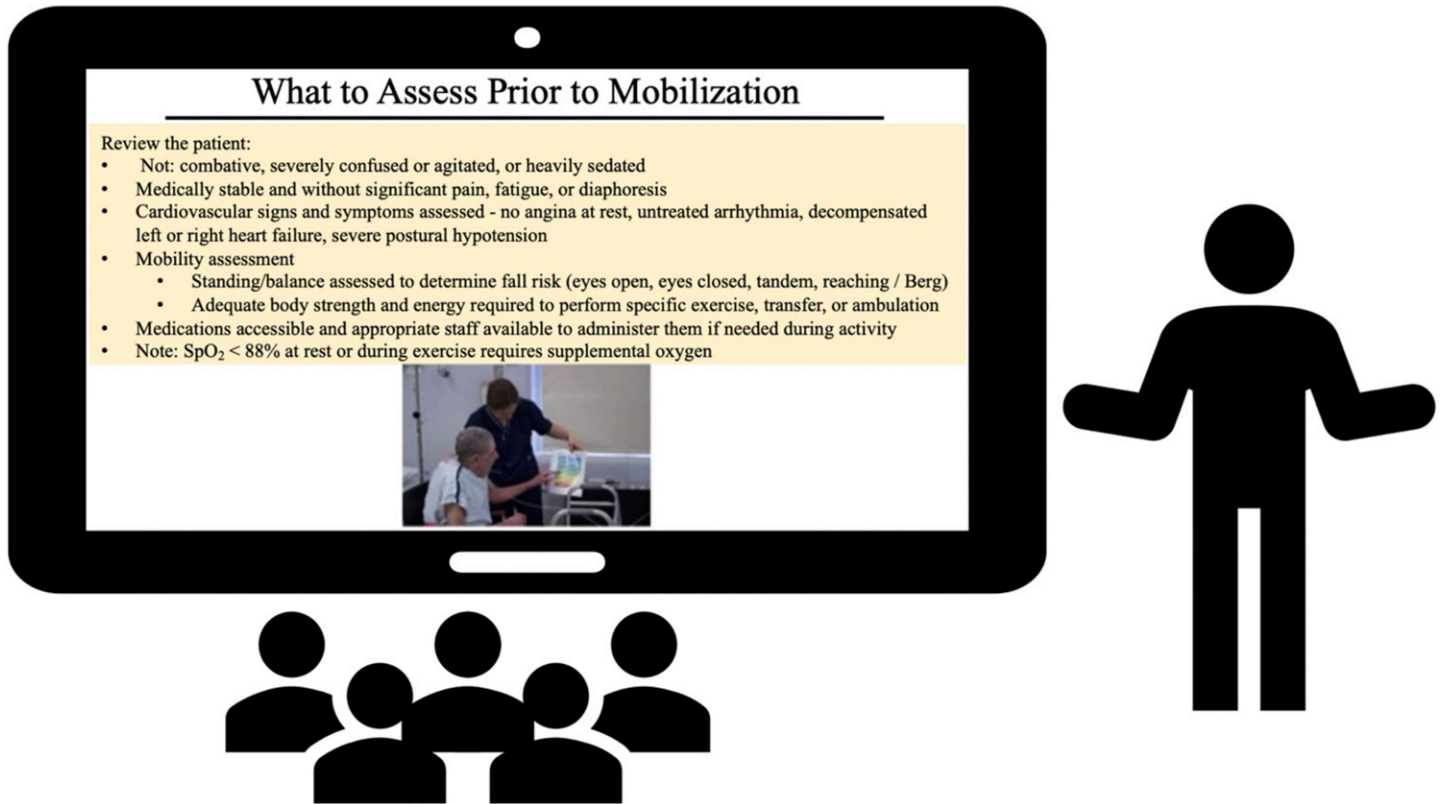 What to Assess Prior to Mobilization
Review the patient:
• Not: combative, severely confused or agitated, or heavily sedated
• Medically stable and without significant pain, fatigue, or diaphoresis
• Cardiovascular signs and symptoms assessed - no angina at rest, untreated arrhythmia, decompensated
left or right heart failure, severe postural hypotension
• Mobility assessment
• Standing/balance assessed to determine fall risk (eyes open, eyes closed, tandem, reaching / Berg)
• Adequate body strength and energy required to perform specific exercise, transfer, or ambulation
• Medications accessible and appropriate staff available to administer them if needed during activity
• Note: SpO₂ < 88% at rest or during exercise requires supplemental oxygen